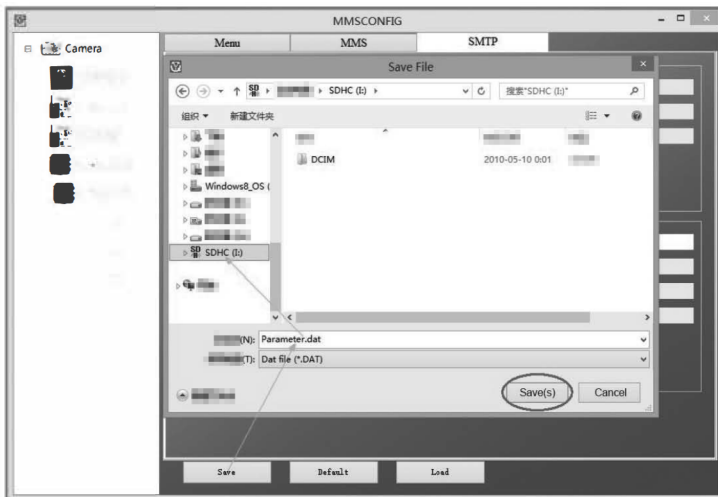 MMSCONFIG
Camera
Menu MMS SMTP
Save File
SDHC (I:)
搜索"SDHC (I:)"
组织 新建文件夹
DCIM 2010-05-10 0:01
Windows8_OS (
SDHC (I:)
(N): Parameter.dat
(T): Dat file (*.DAT)
Save(s) Cancel
Save Default Load